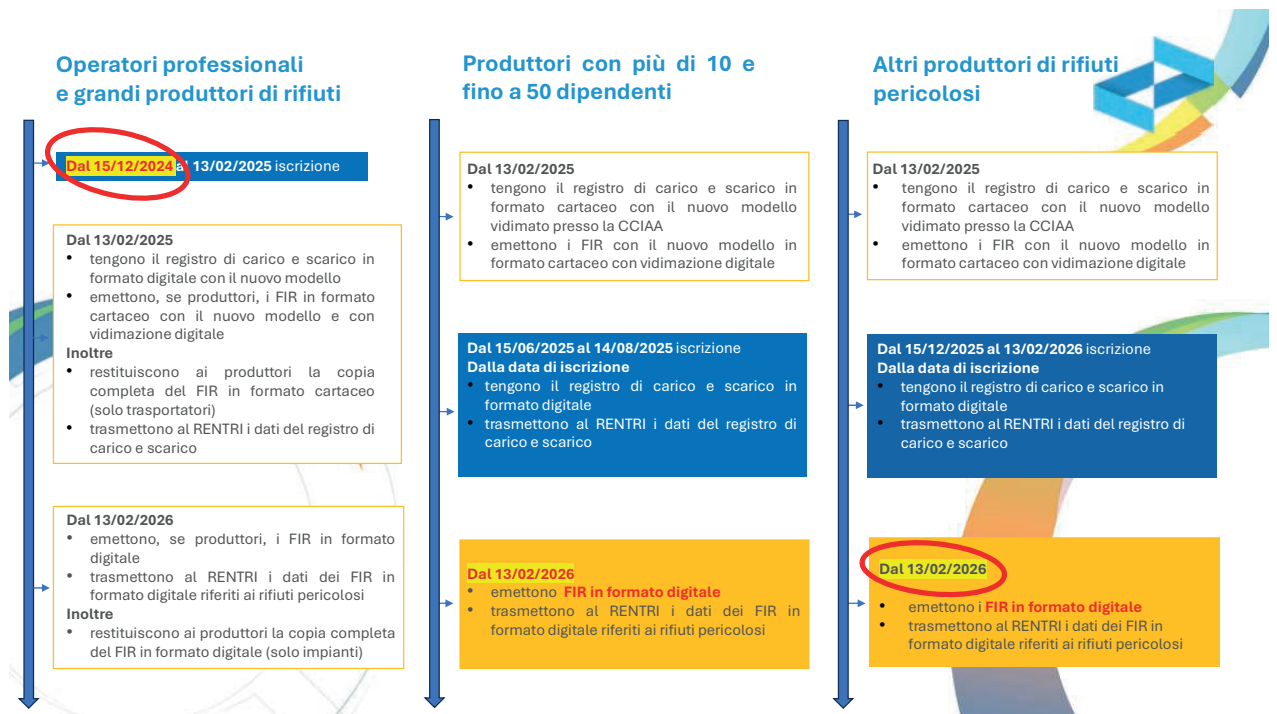 Operatori professionali
e grandi produttori di rifiuti
Dal 15/12/2024 al 13/02/2025 iscrizione
Dal 13/02/2025
• tengono il registro di carico e scarico in
formato digitale con il nuovo modello
• emettono, se produttori, i FIR in formato
cartaceo con il nuovo modello e con
vidimazione digitale
Inoltre
• restituiscono ai produttori la copia
completa del FIR in formato cartaceo
(solo trasportatori)
• trasmettono al RENTRI i dati del registro di
carico e scarico
Dal 13/02/2026
• emettono, se produttori, i FIR in formato
digitale
• trasmettono al RENTRI i dati dei FIR in
formato digitale riferiti ai rifiuti pericolosi
Inoltre
• restituiscono ai produttori la copia completa
del FIR in formato digitale (solo impianti)
Produttori con più di 10 e
fino a 50 dipendenti
Dal 13/02/2025
• tengono il registro di carico e scarico in
formato cartaceo con il nuovo modello
vidimato presso la CCIAA
• emettono i FIR con il nuovo modello in
formato cartaceo con vidimazione digitale
Dal 15/06/2025 al 14/08/2025 iscrizione
Dalla data di iscrizione
• tengono il registro di carico e scarico in
formato digitale
• trasmettono al RENTRI i dati del registro di
carico e scarico
Dal 13/02/2026
• emettono FIR in formato digitale
• trasmettono al RENTRI i dati dei FIR in
formato digitale riferiti ai rifiuti pericolosi
Altri produttori di rifiuti
pericolosi
Dal 13/02/2025
• tengono il registro di carico e scarico in
formato cartaceo con il nuovo modello
vidimato presso la CCIAA
• emettono i FIR con il nuovo modello in
formato cartaceo con vidimazione digitale
Dal 15/12/2025 al 13/02/2026 iscrizione
Dalla data di iscrizione
• tengono il registro di carico e scarico in
formato digitale
• trasmettono al RENTRI i dati del registro di
carico e scarico
Dal 13/02/2026
• emettono i FIR in formato digitale
• trasmettono al RENTRI i dati dei FIR in
formato digitale riferiti ai rifiuti pericolosi